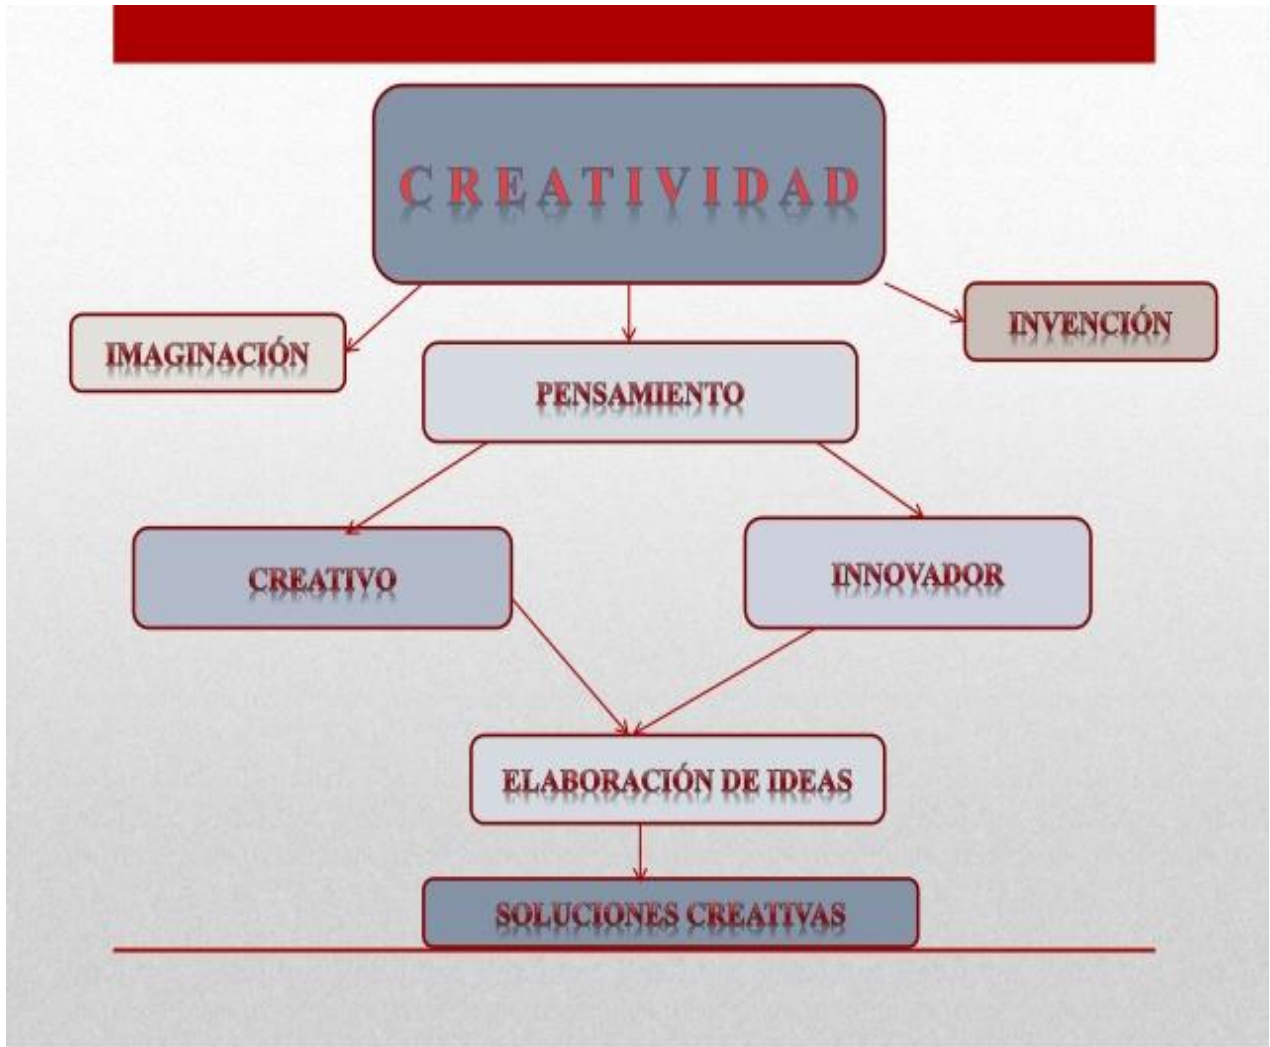 CREATIVIDAD
IMAGINACIÓN
INVENCIÓN
PENSAMIENTO
CREATIVO
INNOVADOR
ELABORACIÓN DE IDEAS
SOLUCIONES CREATIVAS